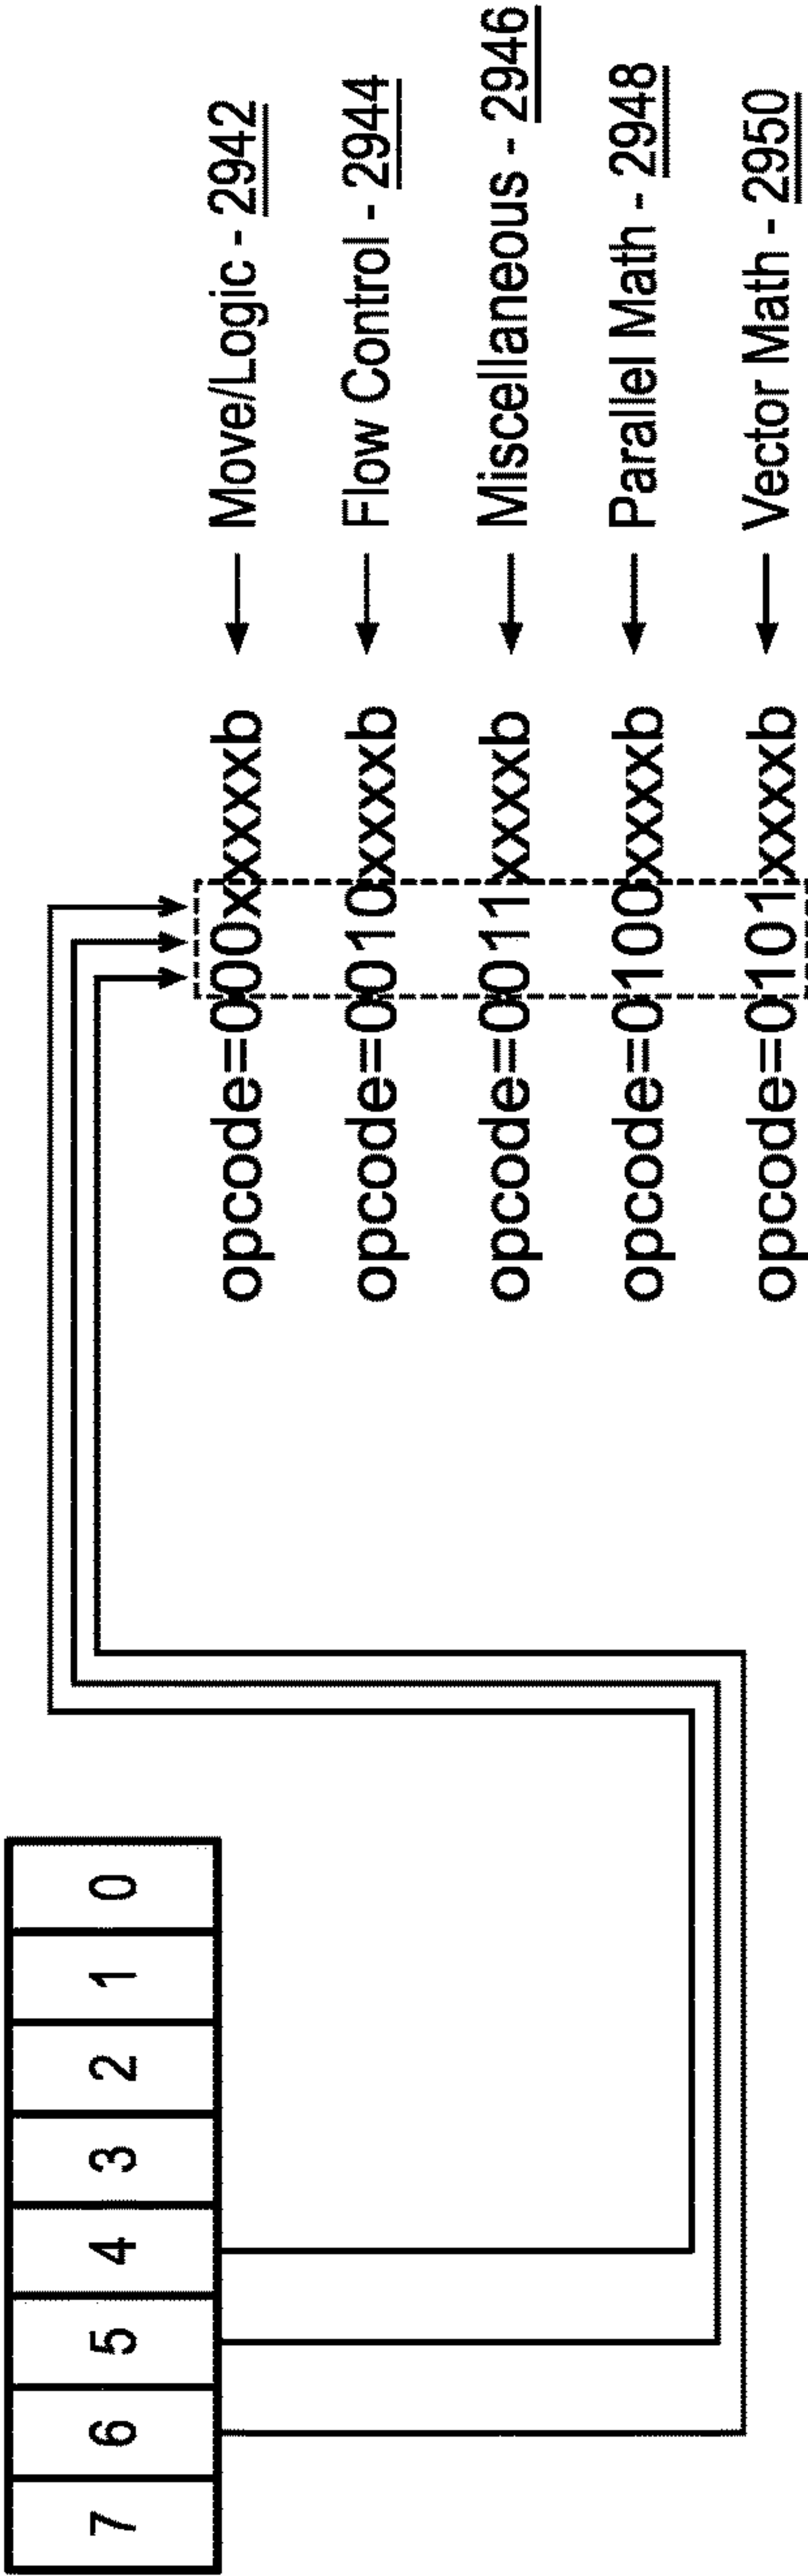 7 6 5 4 3 2 1 0
opcode=000xxxxxb ← Move/Logic - 2942
opcode=0010xxxxb ← Flow Control - 2944
opcode=0011xxxxb ← Miscellaneous - 2946
opcode=0100xxxxb ← Parallel Math - 2948
opcode=0101xxxxb ← Vector Math - 2950